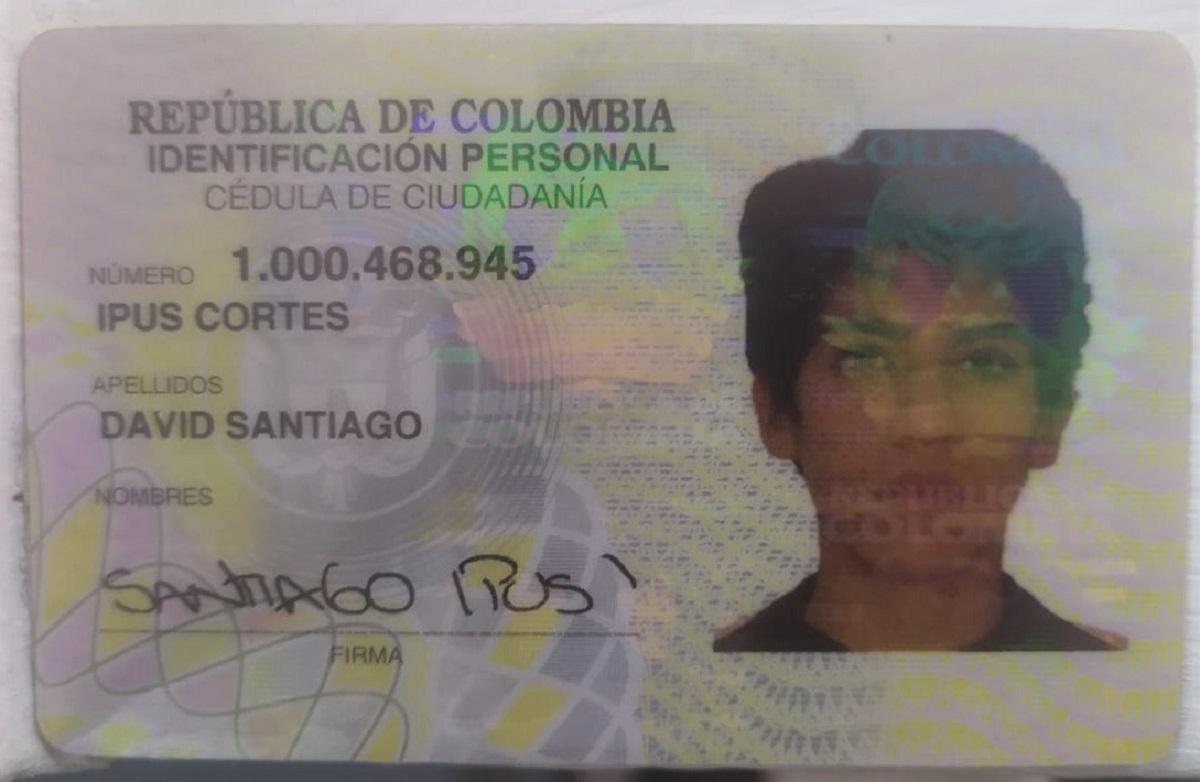 REPÚBLICA DE COLOMBIA
IDENTIFICACIÓN PERSONAL
CÉDULA DE CIUDADANÍA
NÚMERO 1.000.468.945
IPUS CORTES
APELLIDOS
DAVID SANTIAGO
NOMBRES
SANTIAGO IPUS
FIRMA
COLOMBIA
REPUBLICA
COLOMBIA